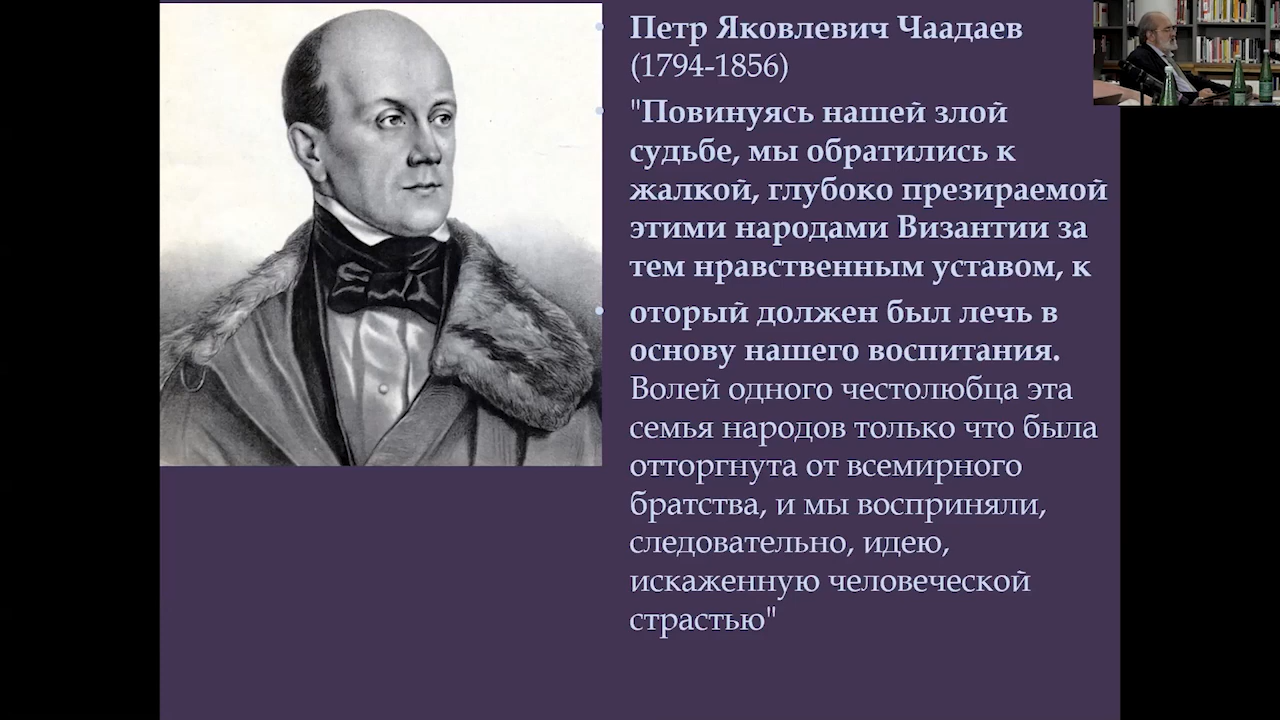 Петр Яковлевич Чаадаев
(1794-1856)
"Повинуясь нашей злой
судьбе, мы обратились к
жалкой, глубоко презираемой
этими народами Византии за
тем нравственным уставом, к
оторый должен был лечь в
основу нашего воспитания.
Волей одного честолюбца эта
семья народов только что была
отторгнута от всемирного
братства, и мы восприняли,
следовательно, идею,
искаженную человеческой
страстью"